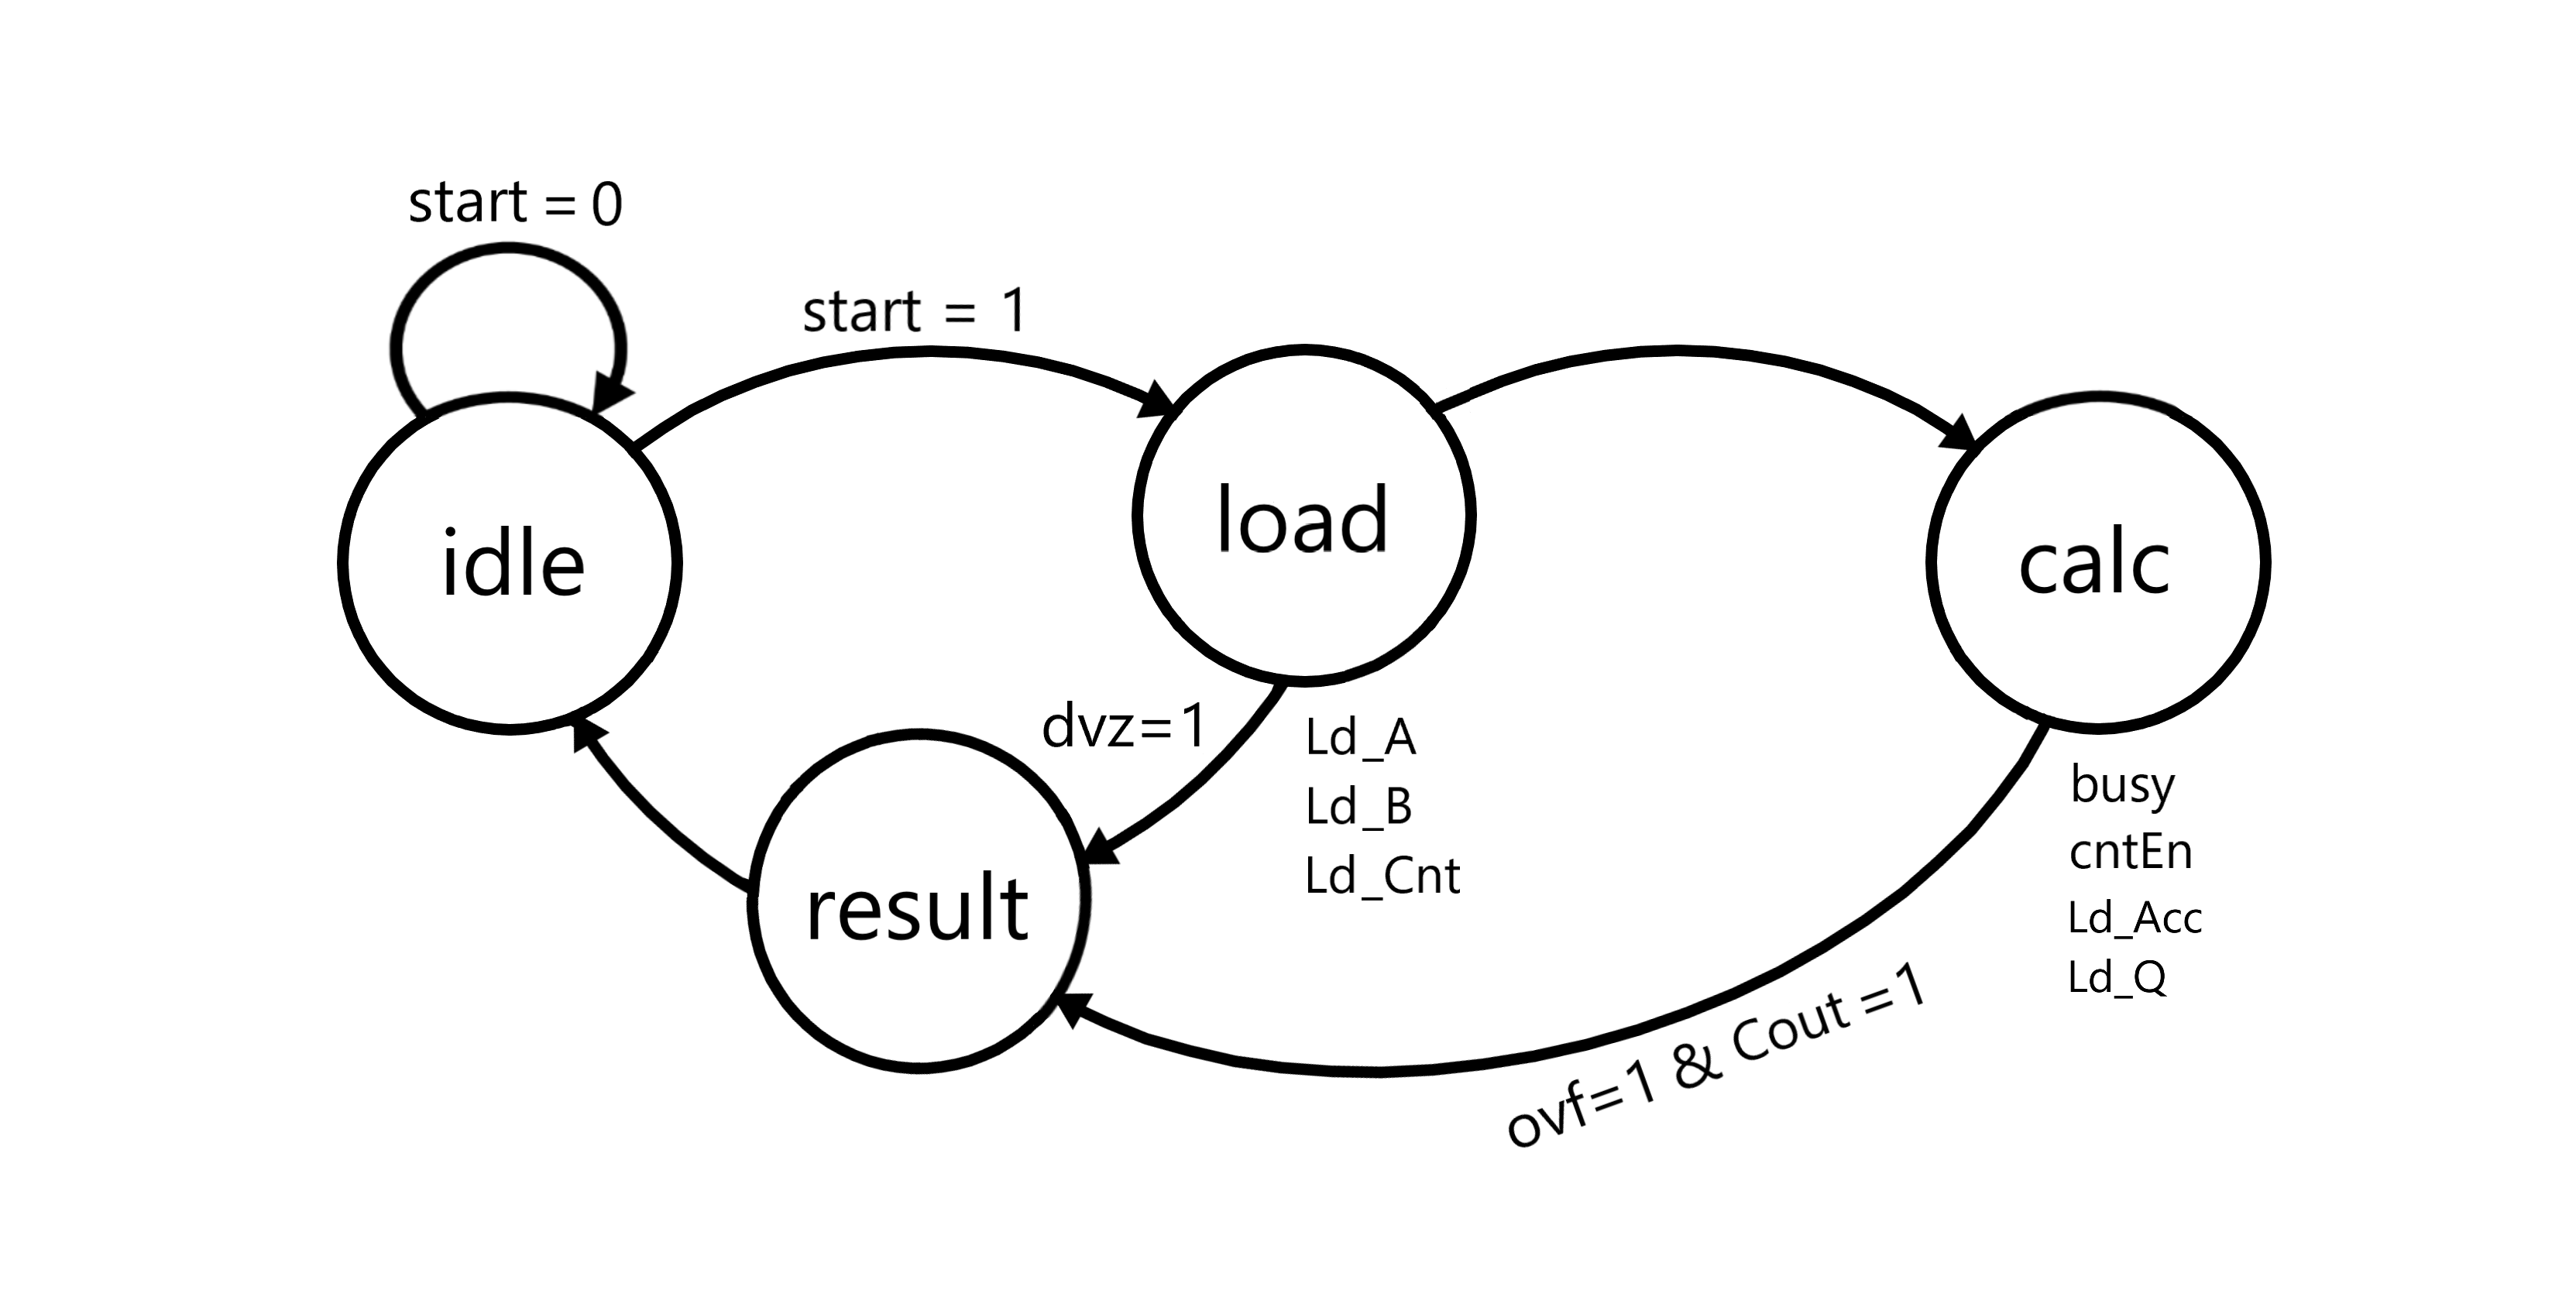 start = 0
start = 1
idle
load
calc
dvz=1
Ld_A
Ld_B
Ld_Cnt
result
busy
cntEn
Ld_Acc
Ld_Q
ovf=1 & Cout =1